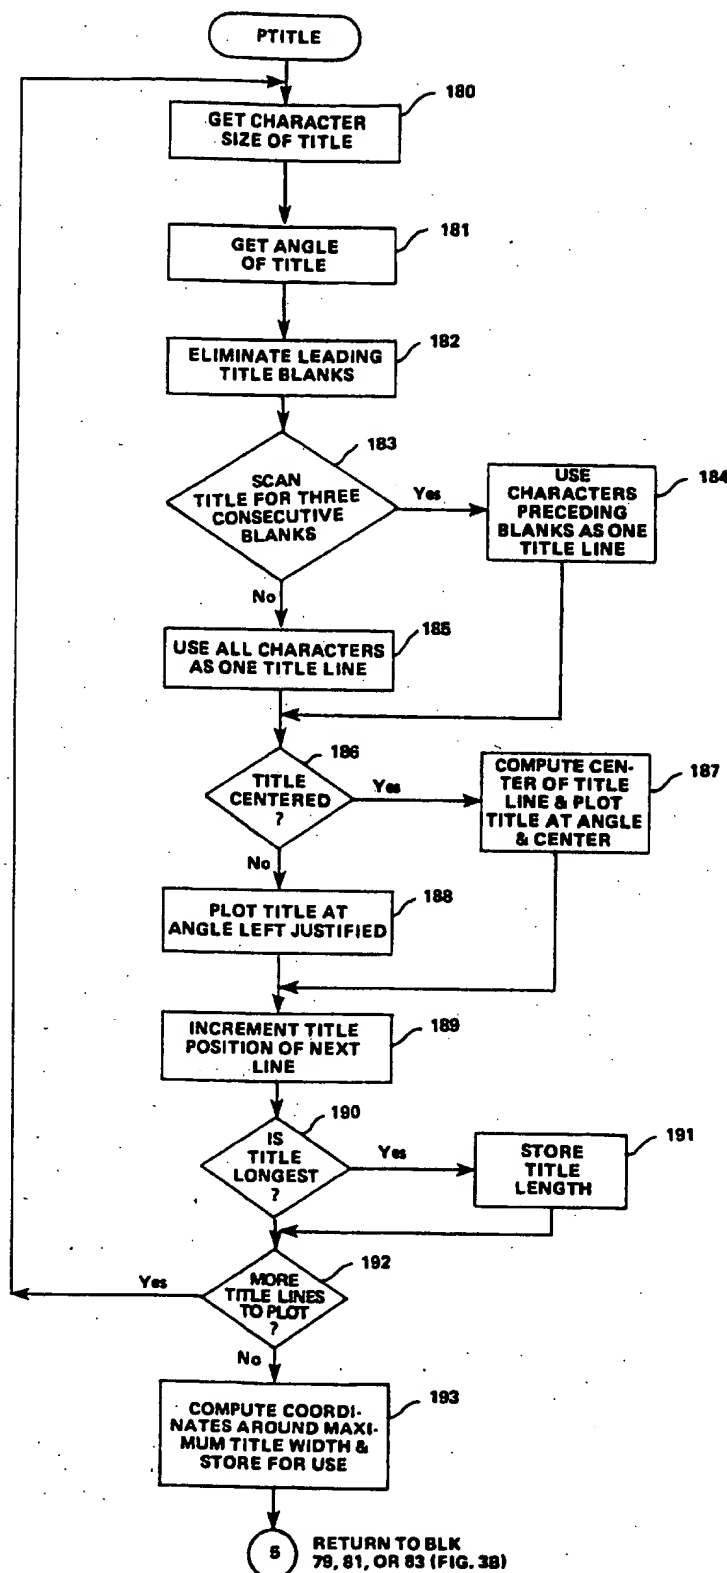 PTITLE
180
GET CHARACTER
SIZE OF TITLE
181
GET ANGLE
OF TITLE
182
ELIMINATE LEADING
TITLE BLANKS
183
SCAN
TITLE FOR THREE
CONSECUTIVE
BLANKS
Yes
184
USE
CHARACTERS
PRECEDING
BLANKS AS ONE
TITLE LINE
No
185
USE ALL CHARACTERS
AS ONE TITLE LINE
186
TITLE
CENTERED
?
Yes
187
COMPUTE CEN-
TER OF TITLE
LINE & PLOT
TITLE AT ANGLE
& CENTER
No
188
PLOT TITLE AT
ANGLE LEFT JUSTIFIED
189
INCREMENT TITLE
POSITION OF NEXT
LINE
190
IS
TITLE
LONGEST
?
Yes
191
STORE
TITLE
LENGTH
192
MORE
TITLE LINES
TO PLOT
?
Yes
No
193
COMPUTE COORDI-
NATES AROUND MAXI-
MUM TITLE WIDTH &
STORE FOR USE
RETURN TO BLK
79, 81, OR 83 (FIG. 3B)